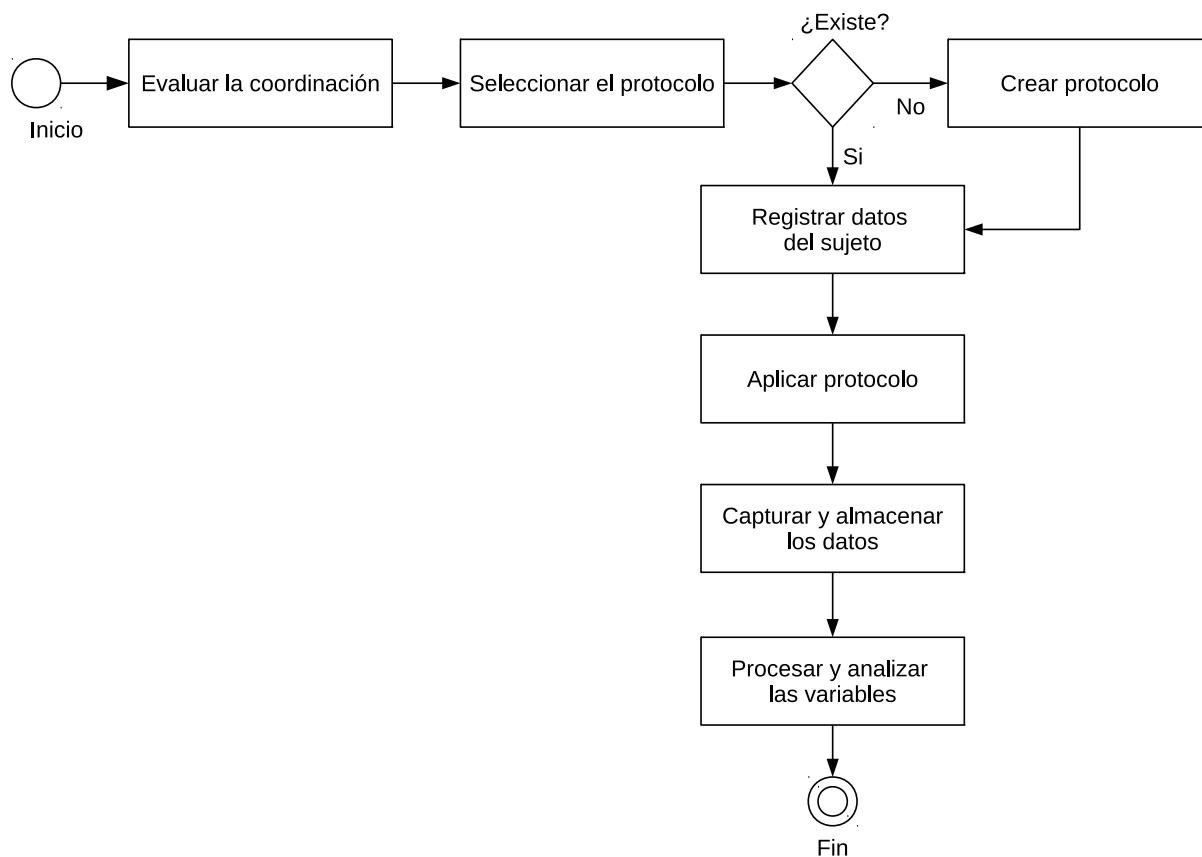 ¿Existe?
Evaluar la coordinación
Seleccionar el protocolo
Crear protocolo
Inicio
No
Si
Registrar datos
del sujeto
Aplicar protocolo
Capturar y almacenar
los datos
Procesar y analizar
las variables
Fin